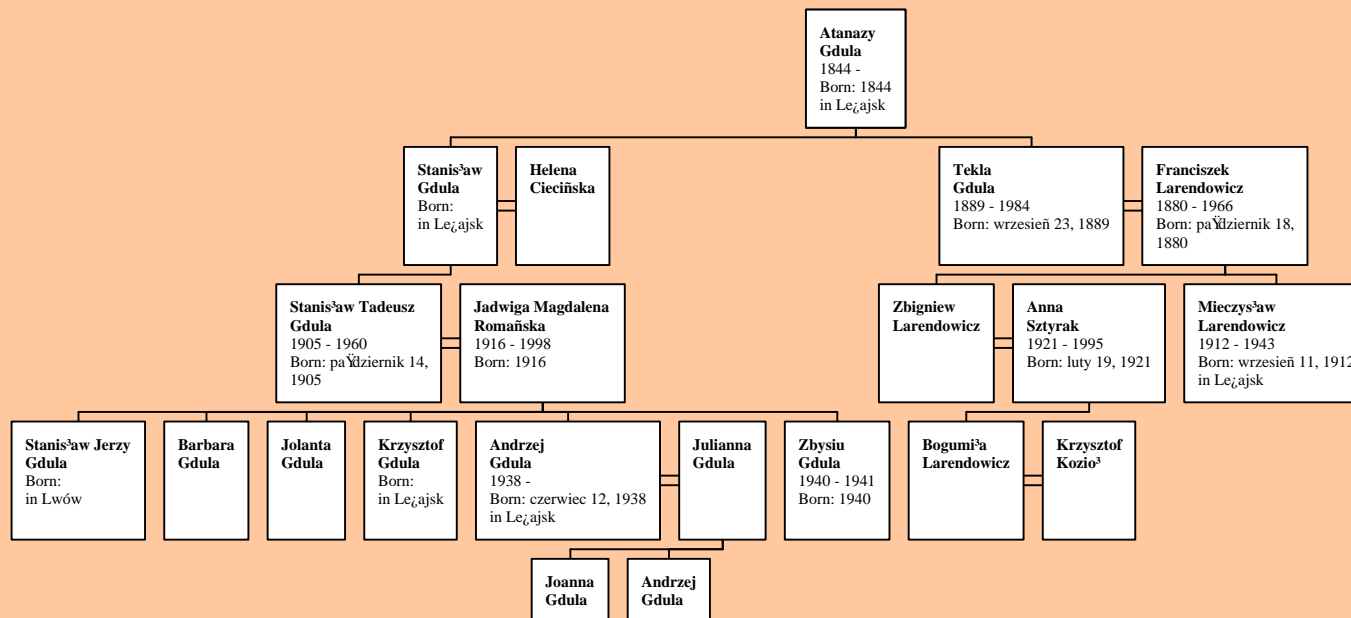 Atanazy
Gdula
1844 -
Born: 1844
in Le¿ajsk
Stanis³aw
Gdula
Born:
in Le¿ajsk
Helena
Cieciñska
Tekla
Gdula
1889 - 1984
Born: wrzesieñ 23, 1889
Franciszek
Larendowicz
1880 - 1966
Born: paŸdziernik 18,
1880
Stanis³aw Tadeusz
Gdula
1905 - 1960
Born: paŸdziernik 14,
1905
Jadwiga Magdalena
Romañska
1916 - 1998
Born: 1916
Zbigniew
Larendowicz
Anna
Sztyrak
1921 - 1995
Born: luty 19, 1921
Mieczys³aw
Larendowicz
1912 - 1943
Born: wrzesieñ 11, 1912
in Le¿ajsk
Stanis³aw Jerzy
Gdula
Born:
in Lwów
Barbara
Gdula
Jolanta
Gdula
Krzysztof
Gdula
Born:
in Le¿ajsk
Andrzej
Gdula
1938 -
Born: czerwiec 12, 1938
in Le¿ajsk
Julianna
Gdula
Zbysiu
Gdula
1940 - 1941
Born: 1940
Bogumi³a
Larendowicz
Krzysztof
Kozio³
Joanna
Gdula
Andrzej
Gdula